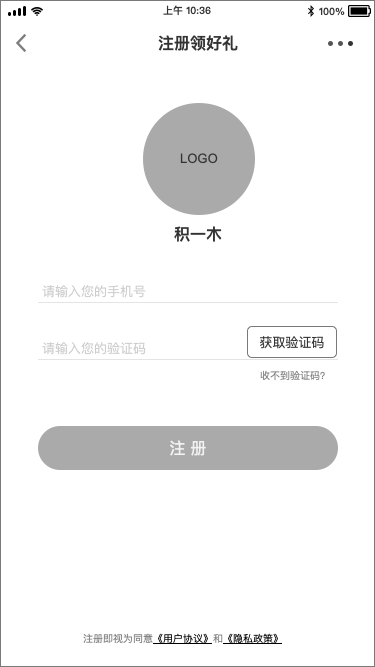 上午 10:36
100%
注册领好礼
LOGO
积一木
请输入您的手机号
请输入您的验证码
获取验证码
收不到验证码?
注 册
注册即视为同意《用户协议》和《隐私政策》